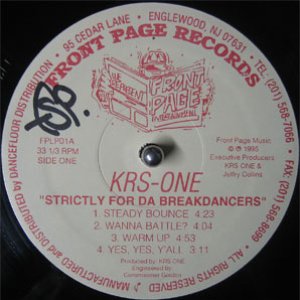 95 CEDAR LANE · ENGLEWOOD, NJ 07631 · TEL: (201) 568-7066 · FAX: (201) 568-8699
MANUFACTURED and DISTRIBUTED by DANCEFLOOR DISTRIBUTION
FRONT PAGE RECORDS
FRONT PAGE
ENTERTAINMENT
FPLP01A
33 1/3 RPM
SIDE ONE
Front Page Music
℗ © 1995
Executive Producers
KRS ONE &
Jeffry Collins
KRS-ONE
"STRICTLY FOR DA BREAKDANCERS"
1. STEADY BOUNCE 4:23
2. WANNA BATTLE? 4:04
3. WARM UP 4:53
4. YES, YES, Y'ALL 3:11
Produced by: KRS ONE
Engineered by
Commissioner Gordon
ALL RIGHTS RESERVED